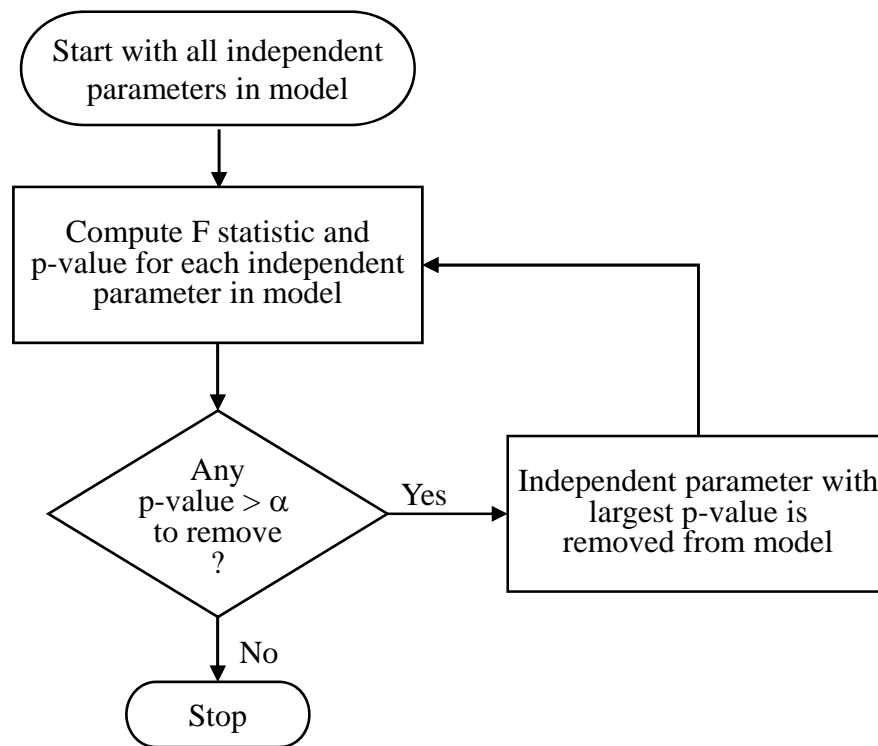 Start with all independent
parameters in model
Compute F statistic and
p-value for each independent
parameter in model
Any
p-value > α
to remove
?
Yes
Independent parameter with
largest p-value is
removed from model
No
Stop